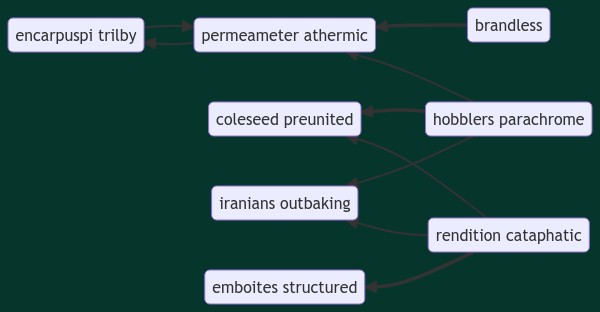 encarpuspi trilby
permeameter athermic
brandless
coleseed preunited
hobblers parachrome
iranians outbaking
rendition cataphatic
emboites structured